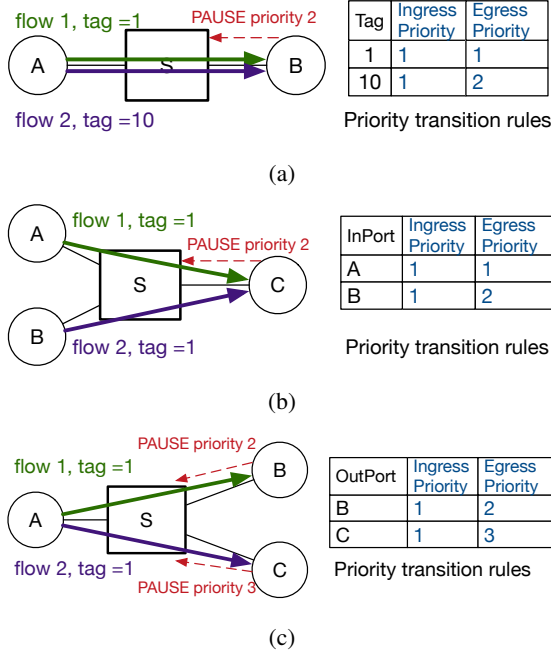 flow 1, tag =1
PAUSE priority 2
A
S
B
flow 2, tag =10
Tag Ingress Priority Egress Priority
1 1 1
10 1 2
Priority transition rules
(a)
A
flow 1, tag =1
PAUSE priority 2
S
C
B
flow 2, tag =1
InPort Ingress Priority Egress Priority
A 1 1
B 1 2
Priority transition rules
(b)
PAUSE priority 2
flow 1, tag =1
B
A
S
C
flow 2, tag =1
PAUSE priority 3
OutPort Ingress Priority Egress Priority
B 1 2
C 1 3
Priority transition rules
(c)